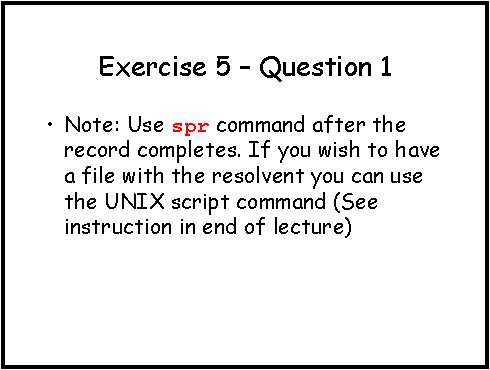 Exercise 5 – Question 1
• Note: Use spr command after the
record completes. If you wish to have
a file with the resolvent you can use
the UNIX script command (See
instruction in end of lecture)